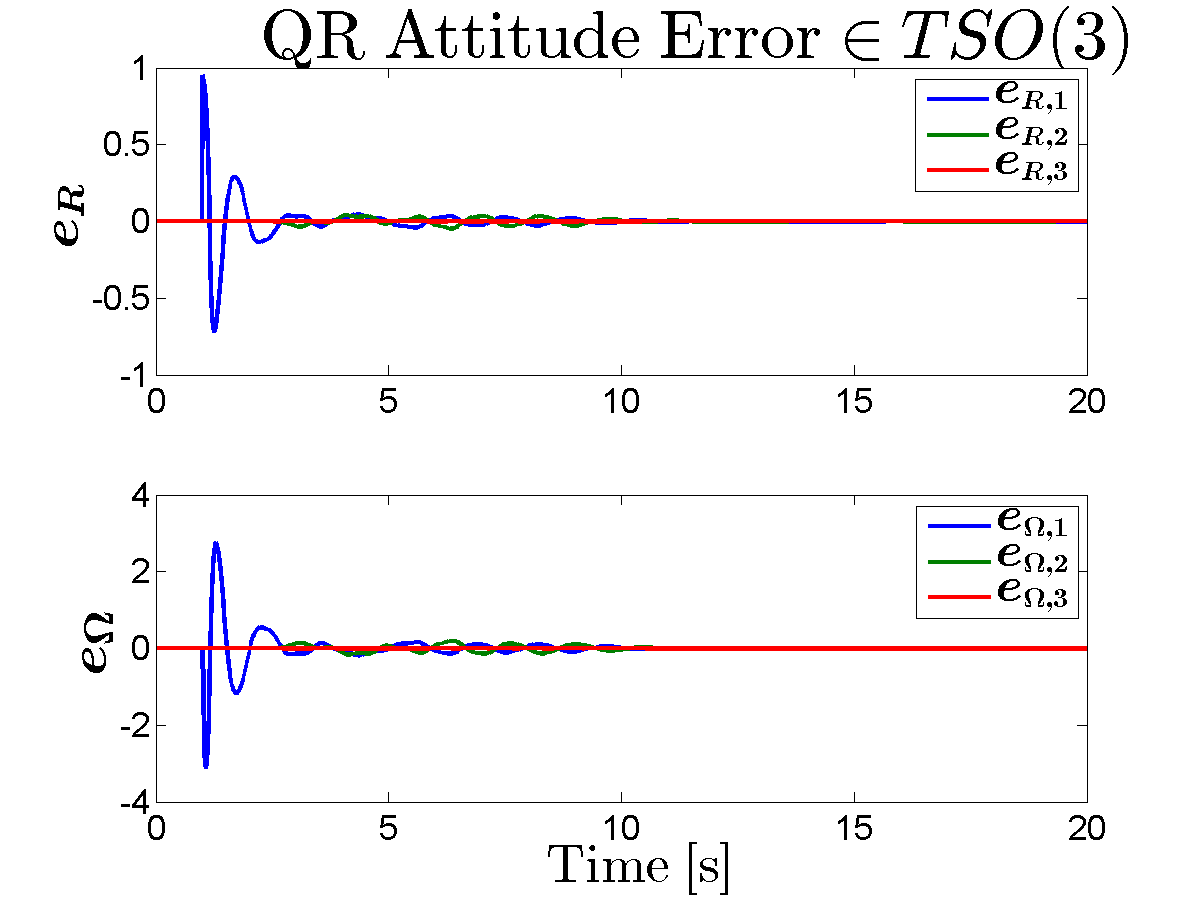 QR Attitude Error ∈ TSO(3)
1
0.5
0
-0.5
-1
e_R
e_{R,1}
e_{R,2}
e_{R,3}
0 5 10 15 20
4
2
0
-2
-4
e_Ω
e_{Ω,1}
e_{Ω,2}
e_{Ω,3}
0 5 10 15 20
Time [s]